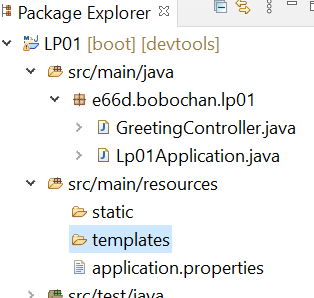 Package Explorer
LP01 [boot] [devtools]
src/main/java
e66d.bobochan.lp01
GreetingController.java
Lp01Application.java
src/main/resources
static
templates
application.properties
src/test/java